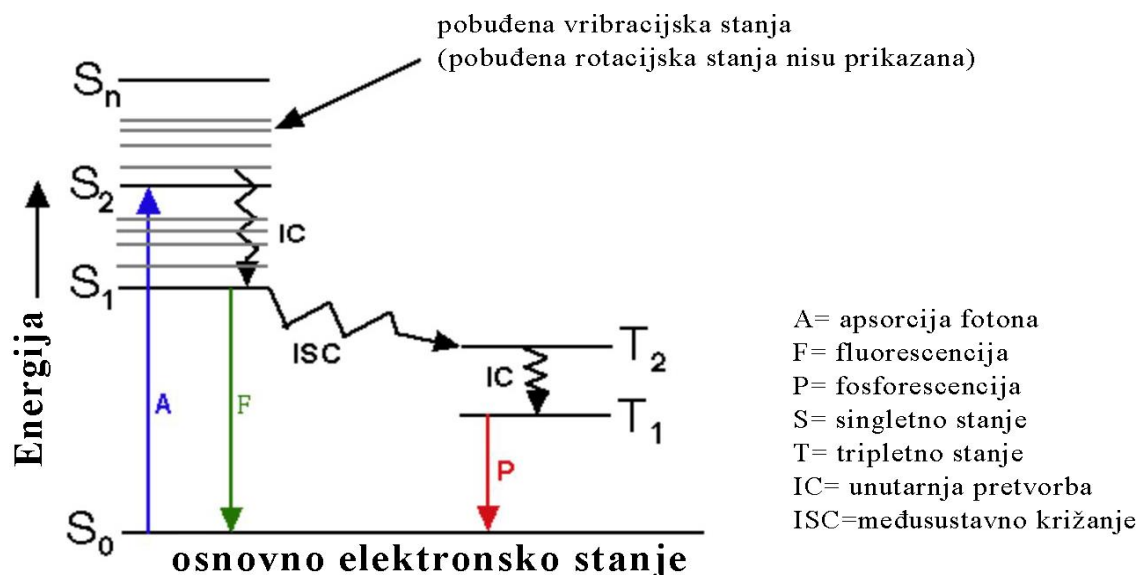 pobuđena vribracijska stanja
(pobuđena rotacijska stanja nisu prikazana)
Sn
S2
IC
S1
Energija
ISC
T2
IC
T1
A
F
P
S0
osnovno elektronsko stanje
A= apsorcija fotona
F= fluorescencija
P= fosforescencija
S= singletno stanje
T= tripletno stanje
IC= unutarnja pretvorba
ISC=međusustavno križanje